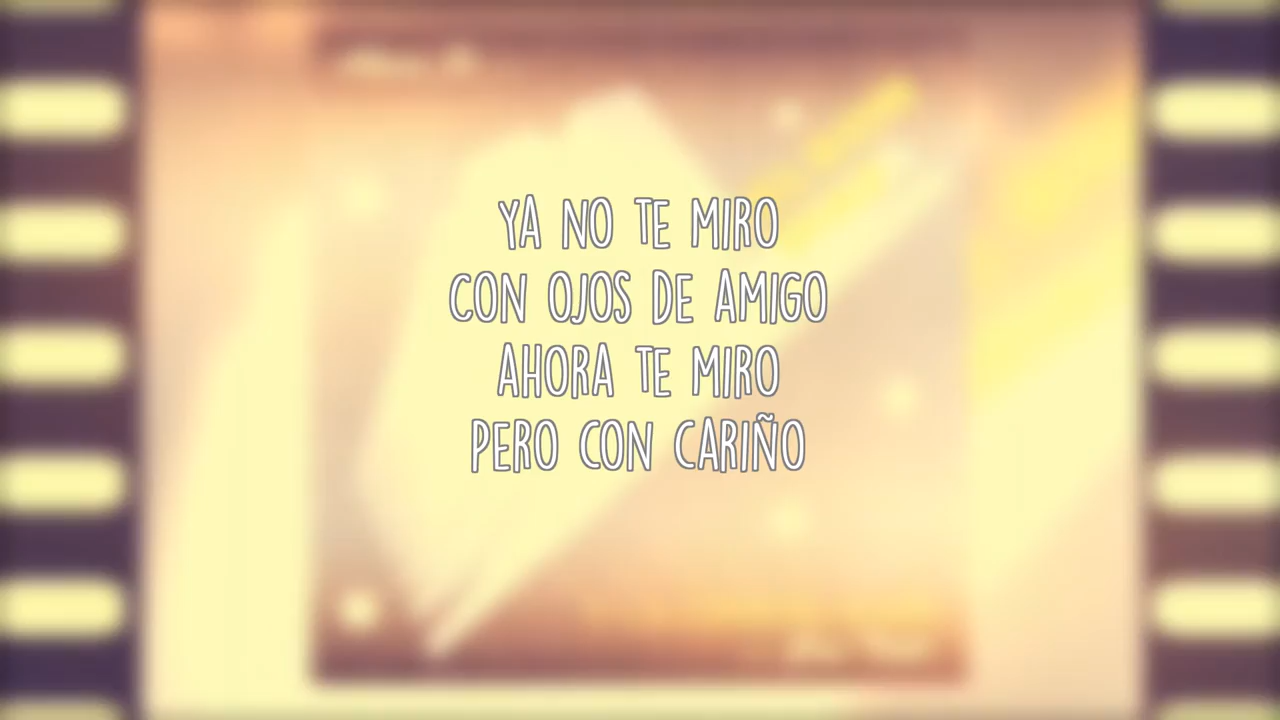 YA NO TE MIRO
CON OJOS DE AMIGO
AHORA TE MIRO
PERO CON CARIÑO